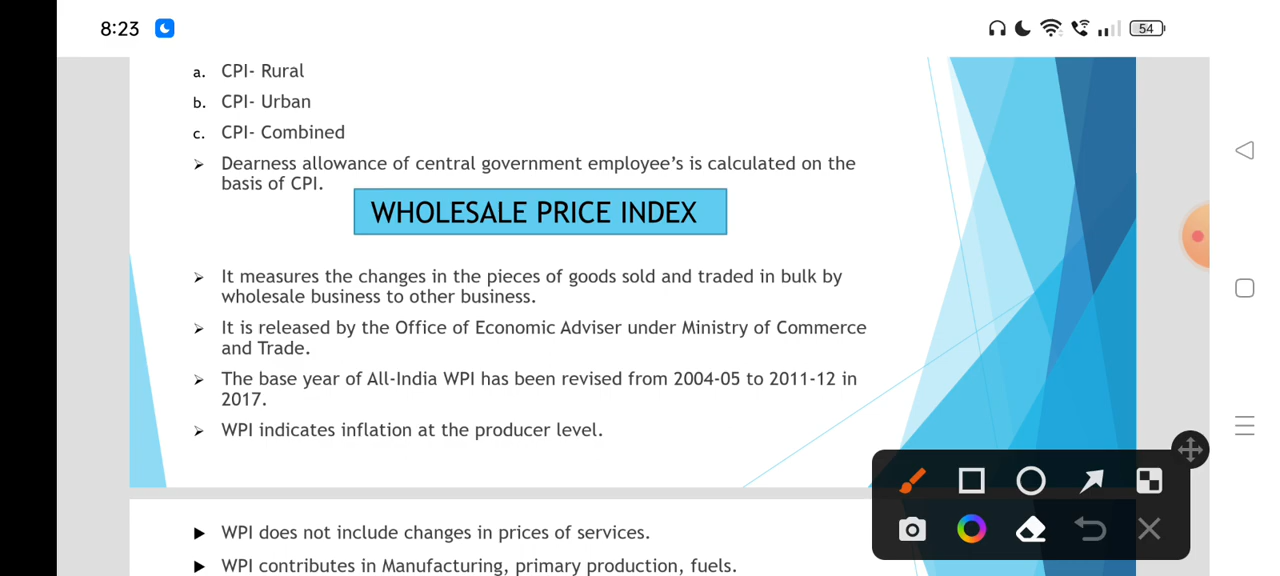 8:23
54
a. CPI- Rural
b. CPI- Urban
c. CPI- Combined
➢ Dearness allowance of central government employee's is calculated on the
basis of CPI.
WHOLESALE PRICE INDEX
➢ It measures the changes in the pieces of goods sold and traded in bulk by
wholesale business to other business.
➢ It is released by the Office of Economic Adviser under Ministry of Commerce
and Trade.
➢ The base year of All-India WPI has been revised from 2004-05 to 2011-12 in
2017.
➢ WPI indicates inflation at the producer level.
▶ WPI does not include changes in prices of services.
▶ WPI contributes in Manufacturing, primary production, fuels.